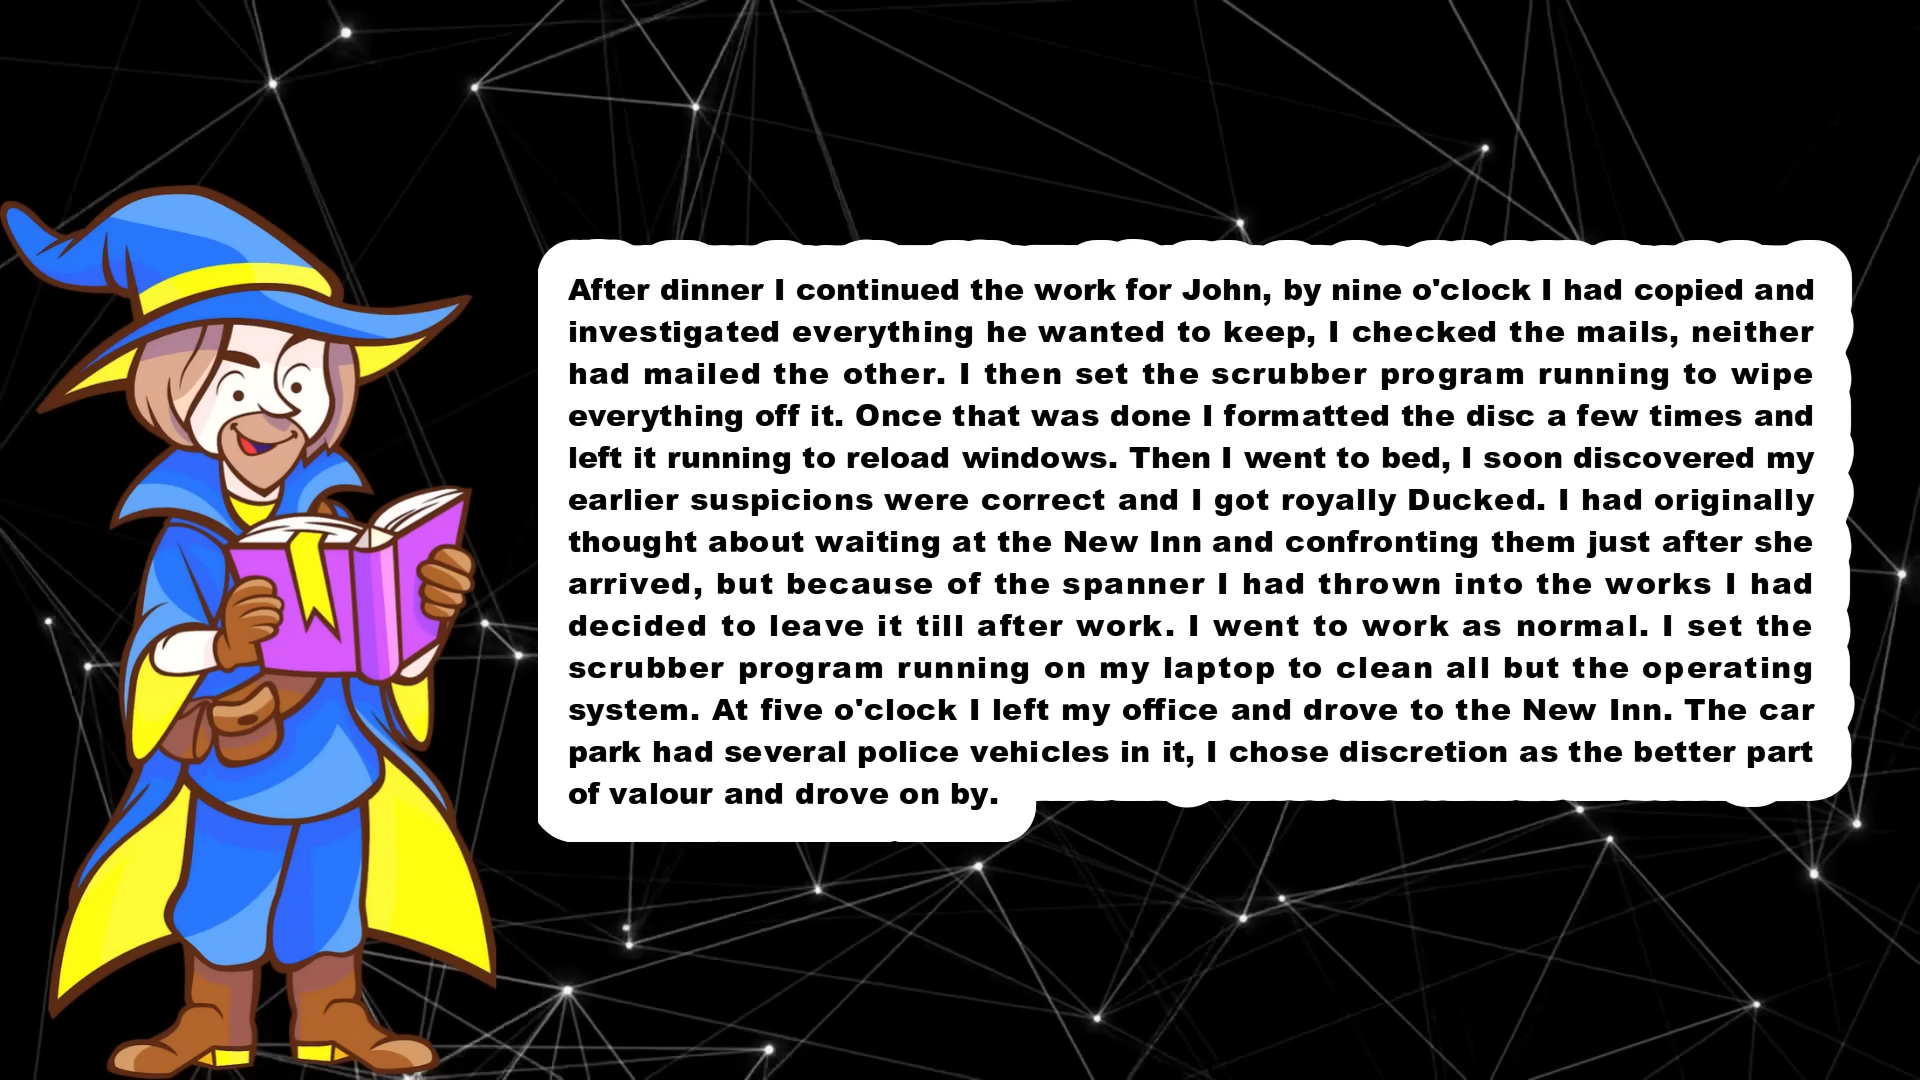 After dinner I continued the work for John, by nine o'clock I had copied and
investigated everything he wanted to keep, I checked the mails, neither
had mailed the other. I then set the scrubber program running to wipe
everything off it. Once that was done I formatted the disc a few times and
left it running to reload windows. Then I went to bed, I soon discovered my
earlier suspicions were correct and I got royally Ducked. I had originally
thought about waiting at the New Inn and confronting them just after she
arrived, but because of the spanner I had thrown into the works I had
decided to leave it till after work. I went to work as normal. I set the
scrubber program running on my laptop to clean all but the operating
system. At five o'clock I left my office and drove to the New Inn. The car
park had several police vehicles in it, I chose discretion as the better part
of valour and drove on by.